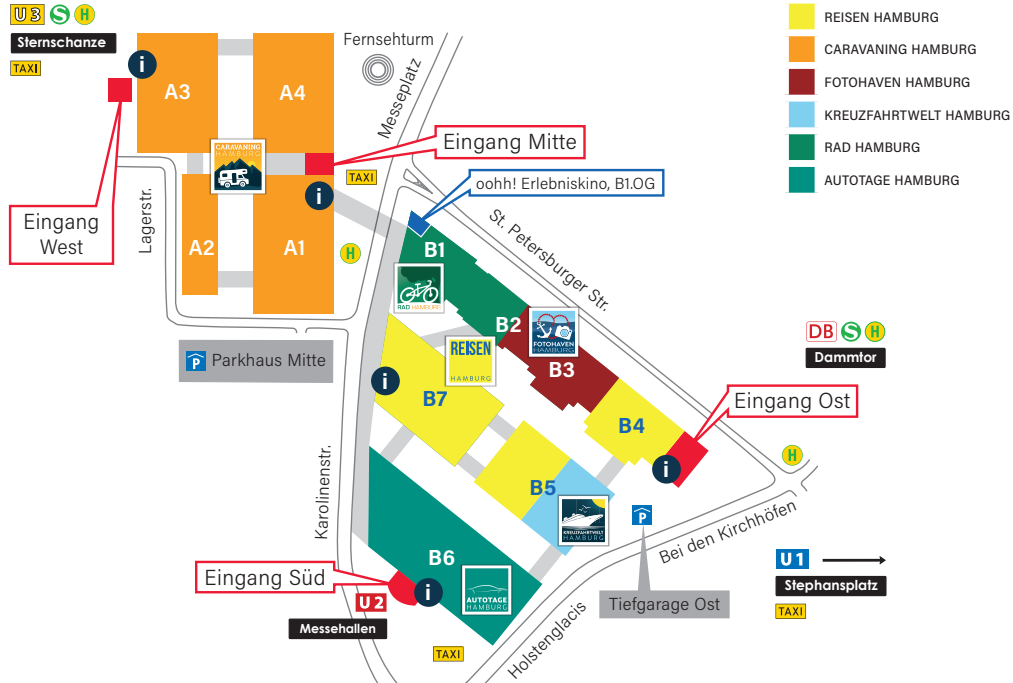 U3 S H
Sternschanze
TAXI
i
A3
A4
Fernsehturm
Messeplatz
REISEN HAMBURG
CARAVANING HAMBURG
FOTOHAVEN HAMBURG
KREUZFAHRTWELT HAMBURG
RAD HAMBURG
AUTOTAGE HAMBURG
CARAVANING
HAMBURG
Eingang Mitte
TAXI
i
oohh! Erlebniskino, B1.OG
Eingang
West
Lagerstr.
A2
A1
H
St. Petersburger Str.
B1
RAD HAMBURG
B2
FOTOHAVEN
HAMBURG
B3
DB S H
Dammtor
P
Parkhaus Mitte
REISEN
HAMBURG
i
B7
B4
Eingang Ost
i
H
Karolinenstr.
B5
KREUZFAHRTWELT
HAMBURG
P
Bei den Kirchhöfen
B6
Eingang Süd
i
AUTOTAGE
HAMBURG
U2
Messehallen
TAXI
Tiefgarage Ost
Holstenglacis
U1
Stephansplatz
TAXI